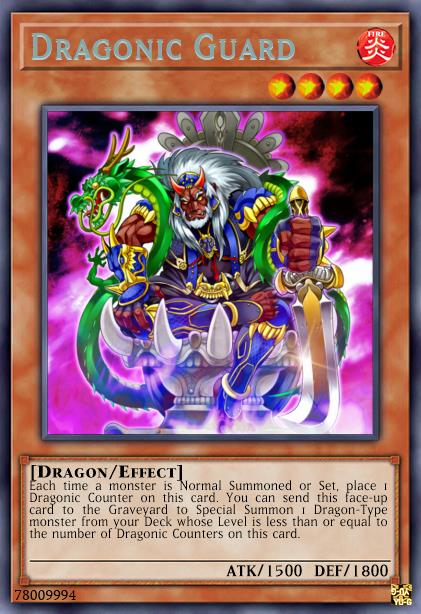 Dragonic Guard
FIRE
炎
[Dragon/Effect]
Each time a monster is Normal Summoned or Set, place 1
Dragonic Counter on this card. You can send this face-up
card to the Graveyard to Special Summon 1 Dragon-Type
monster from your Deck whose Level is less than or equal to
the number of Dragonic Counters on this card.
ATK/1500 DEF/1800
78009994